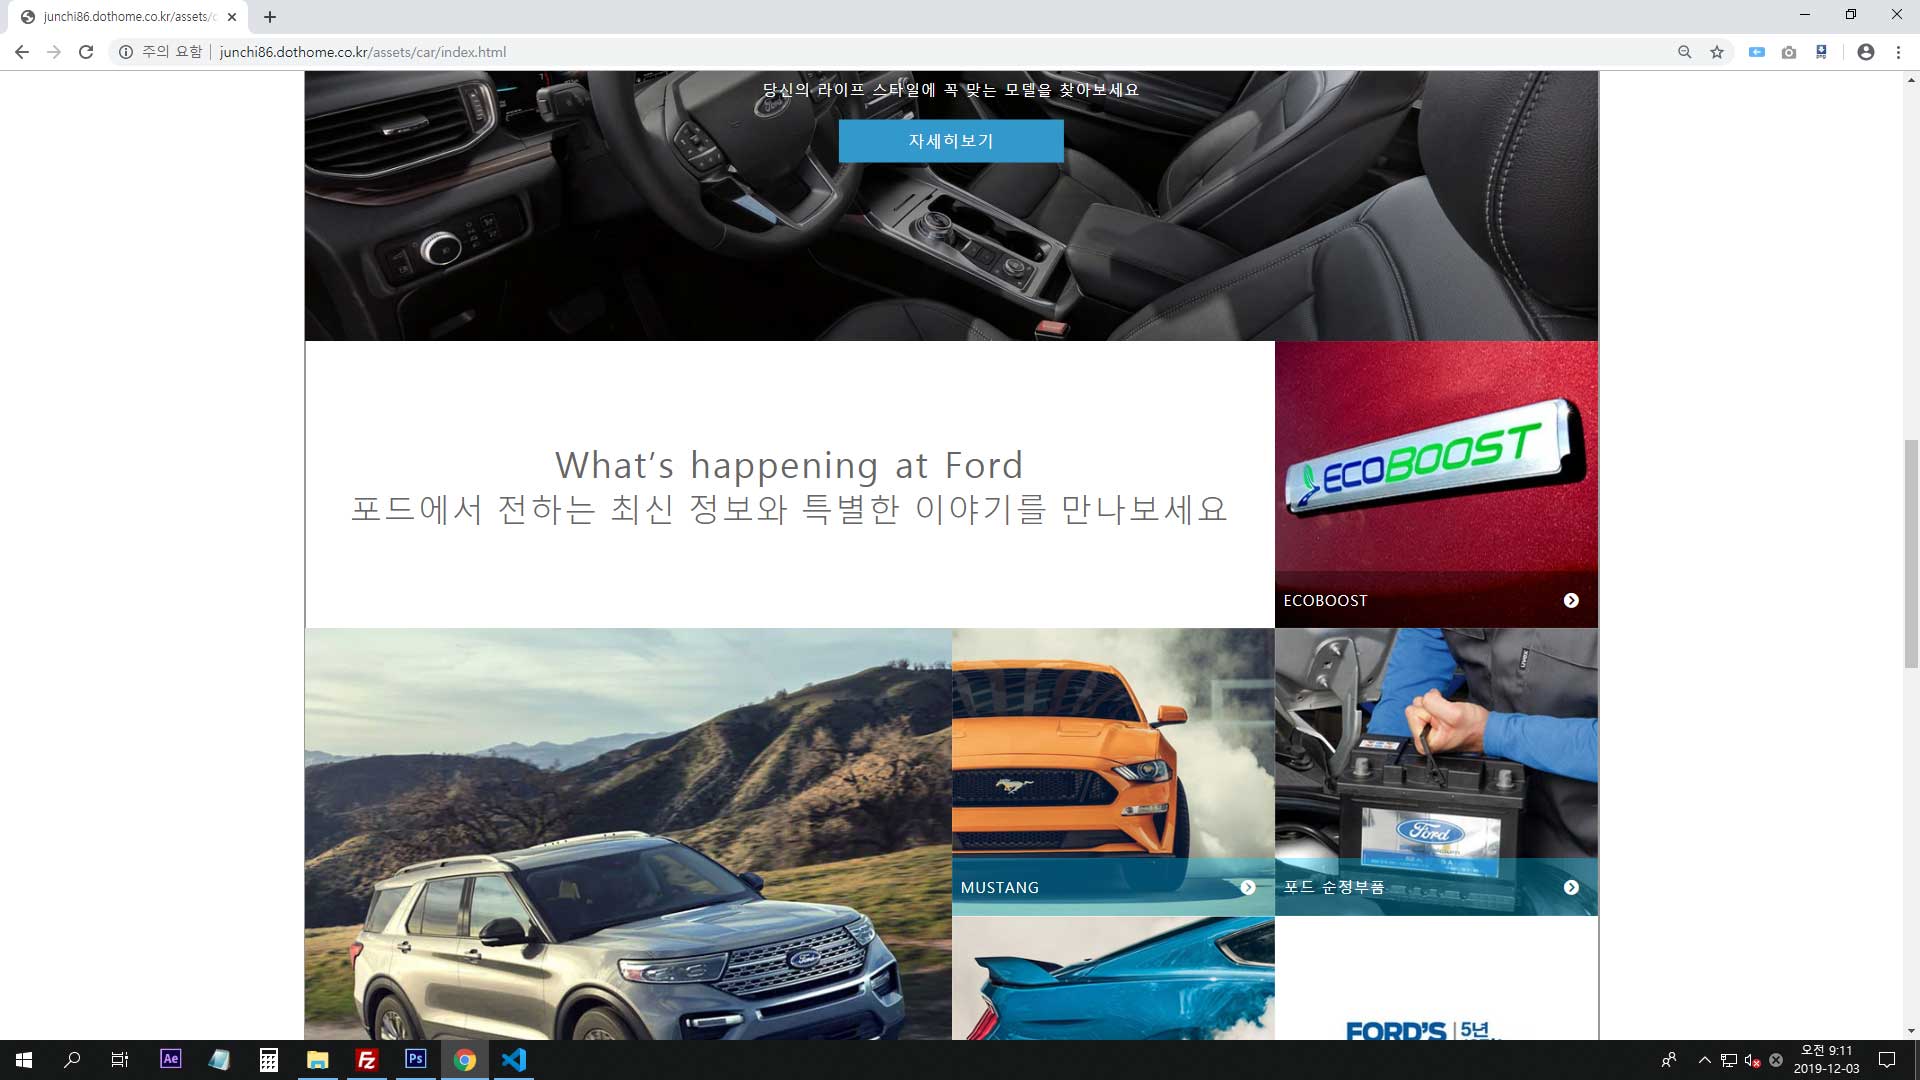 junchi86.dothome.co.kr/assets/c
주의 요함 junchi86.dothome.co.kr/assets/car/index.html
당신의 라이프 스타일에 꼭 맞는 모델을 찾아보세요
자세히보기
What's happening at Ford
포드에서 전하는 최신 정보와 특별한 이야기를 만나보세요
ECOBOOST
ECOBOOST
Ford
MUSTANG
포드 순정부품
Ford
FORD'S 5년
Ae
Fz
Ps
오전 9:11
2019-12-03